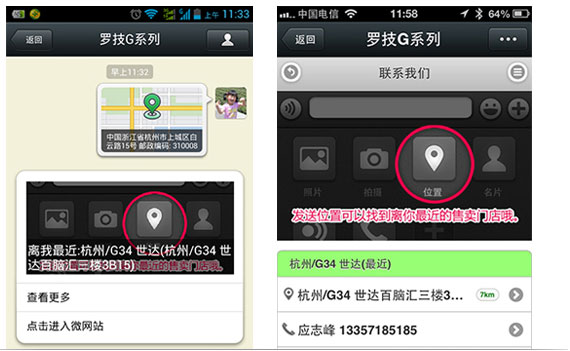 上午 11:33
返回
罗技G系列
早上11:32
中国浙江省杭州市上城区白
云路15号 邮政编码: 310008
离我最近:杭州/G34 世达(杭州/G34 世
达百脑汇三楼3B15)
店哦。
查看更多
点击进入微网站
中国电信
11:58
64%
返回
罗技G系列
联系我们
照片
拍摄
位置
名片
发送位置可以找到离你最近的售卖门店哦。
杭州/G34 世达(最近)
杭州/G34 世达百脑汇三楼3...
7km
应志峰 13357185185